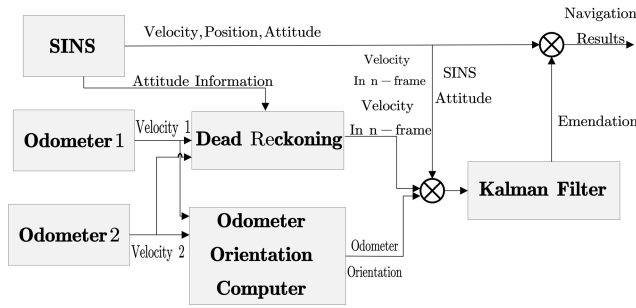 Navigation
Results
SINS
Velocity, Position, Attitude
Velocity
In n – frame
SINS
Attitude
Attitude Information
Velocity
In n – frame
Emendation
Odometer 1
Velocity 1
Dead Reckoning
Kalman Filter
Odometer 2
Velocity 2
Odometer
Orientation
Computer
Odometer
Orientation